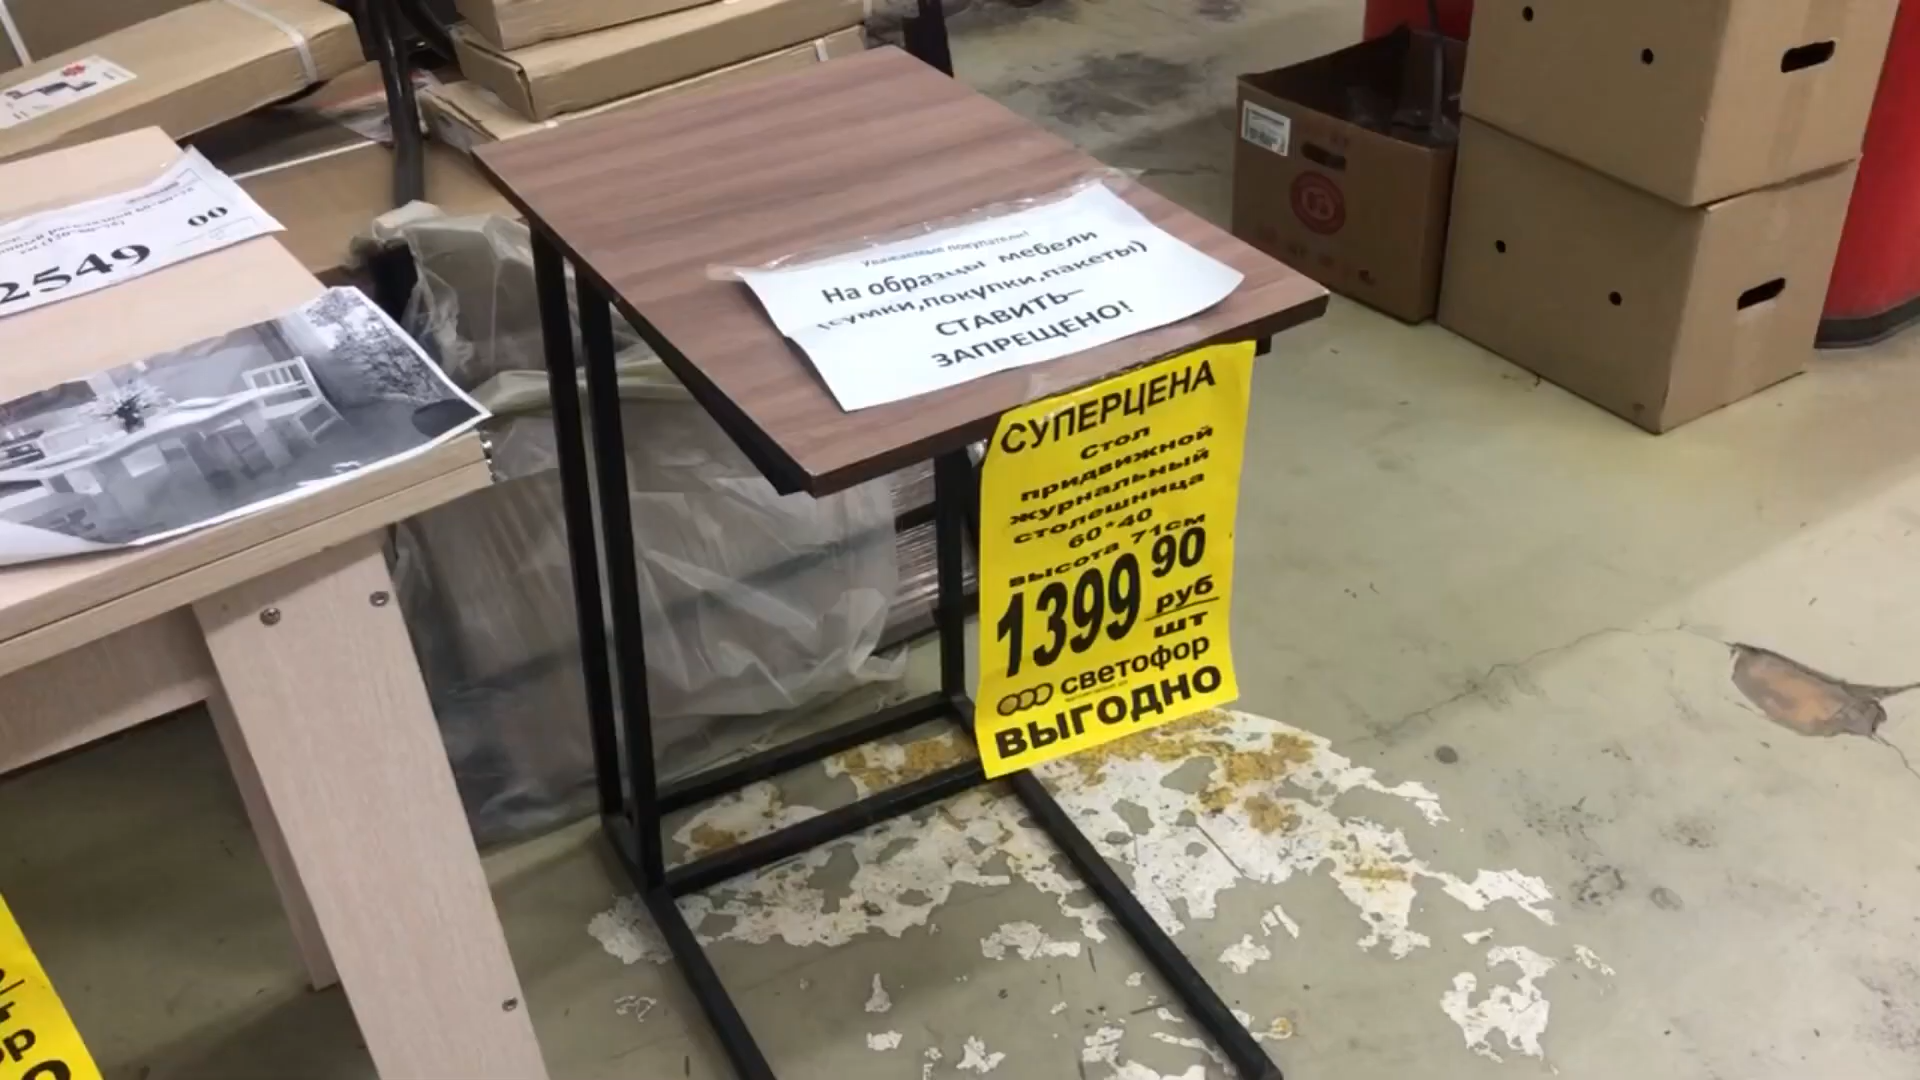 2549 00
Уважаемые покупатели!
На образцы мебели
(сумки,покупки,пакеты)
СТАВИТЬ–
ЗАПРЕЩЕНО!
СУПЕРЦЕНА
Стол
придвижной
журнальный
столешница
60*40
высота 71см
1399 90
руб
шт
светофор
ВЫГОДНО